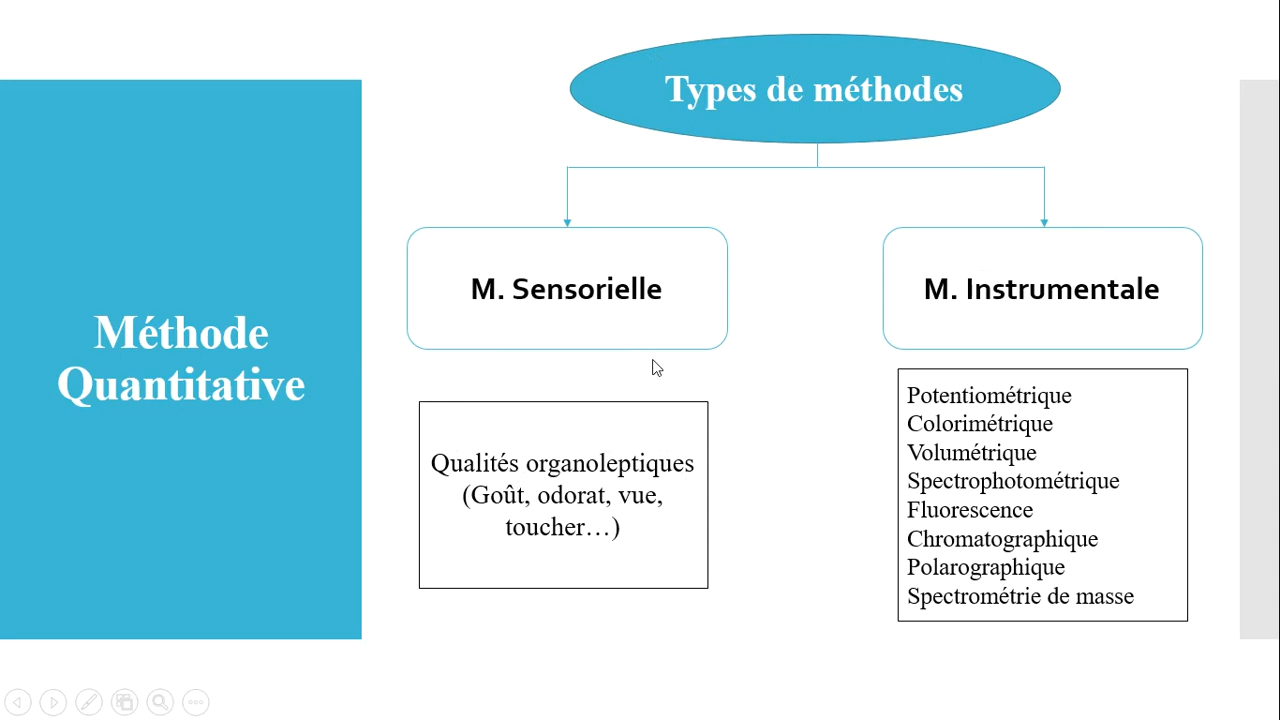 Types de méthodes
Méthode
Quantitative
M. Sensorielle
M. Instrumentale
Qualités organoleptiques
(Goût, odorat, vue,
toucher…)
Potentiométrique
Colorimétrique
Volumétrique
Spectrophotométrique
Fluorescence
Chromatographique
Polarographique
Spectrométrie de masse